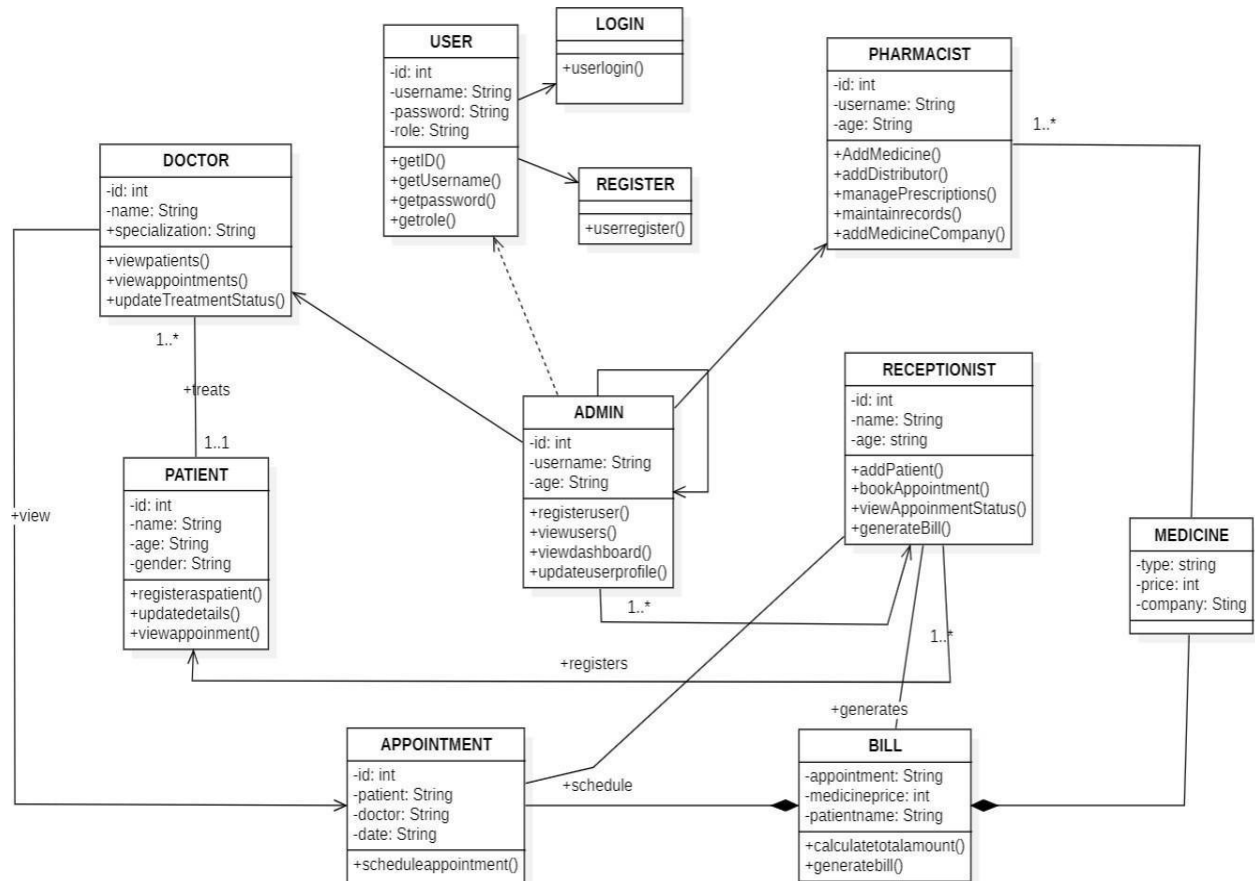 USER
-id: int
-username: String
-password: String
-role: String
+getID()
+getUsername()
+getpassword()
+getrole()
LOGIN
+userlogin()
REGISTER
+userregister()
PHARMACIST
-id: int
-username: String
-age: String
+AddMedicine()
+addDistributor()
+managePrescriptions()
+maintainrecords()
+addMedicineCompany()
1..*
DOCTOR
-id: int
-name: String
+specialization: String
+viewpatients()
+viewappointments()
+updateTreatmentStatus()
1..*
+treats
1..1
PATIENT
-id: int
-name: String
-age: String
-gender: String
+registeraspatient()
+updatedetails()
+viewappoinment()
+view
ADMIN
-id: int
-username: String
-age: String
+registeruser()
+viewusers()
+viewdashboard()
+updateuserprofile()
1..*
RECEPTIONIST
-id: int
-name: String
-age: string
+addPatient()
+bookAppointment()
+viewAppoinmentStatus()
+generateBill()
1..*
MEDICINE
-type: string
-price: int
-company: Sting
+registers
+generates
+schedule
APPOINTMENT
-id: int
-patient: String
-doctor: String
-date: String
+scheduleappointment()
BILL
-appointment: String
-medicineprice: int
-patientname: String
+calculatetotalamount()
+generatebill()